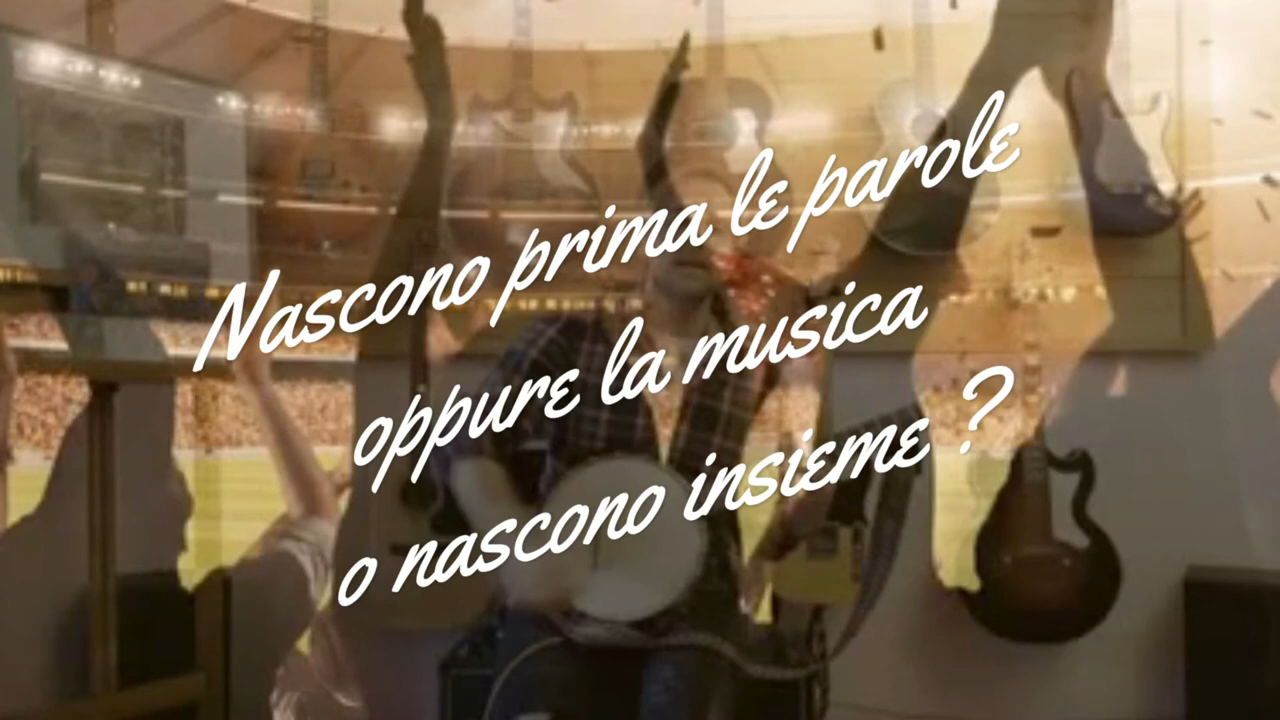 Nascono prima le parole
oppure la musica
o nascono insieme ?